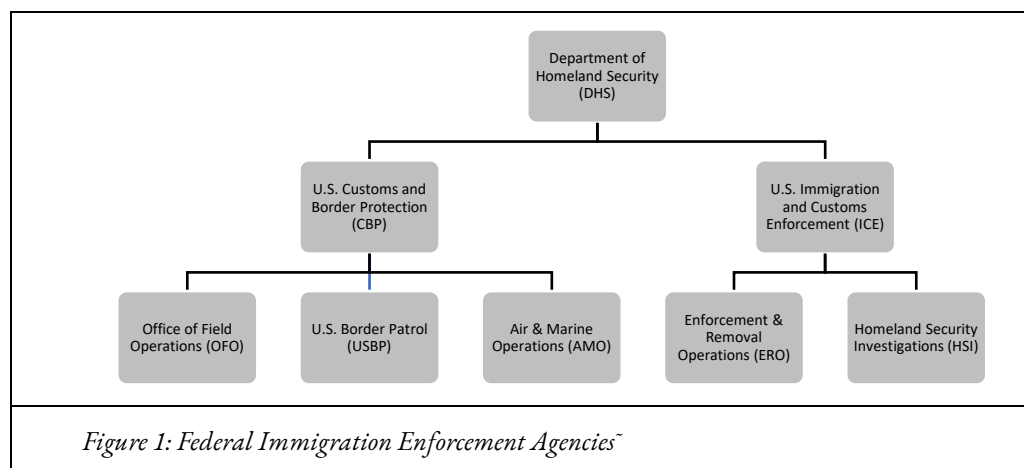 Department of
Homeland Security
(DHS)
U.S. Customs and
Border Protection
(CBP)
U.S. Immigration
and Customs
Enforcement (ICE)
Office of Field
Operations (OFO)
U.S. Border Patrol
(USBP)
Air & Marine
Operations (AMO)
Enforcement &
Removal
Operations (ERO)
Homeland Security
Investigations (HSI)
Figure 1: Federal Immigration Enforcement Agencies˜